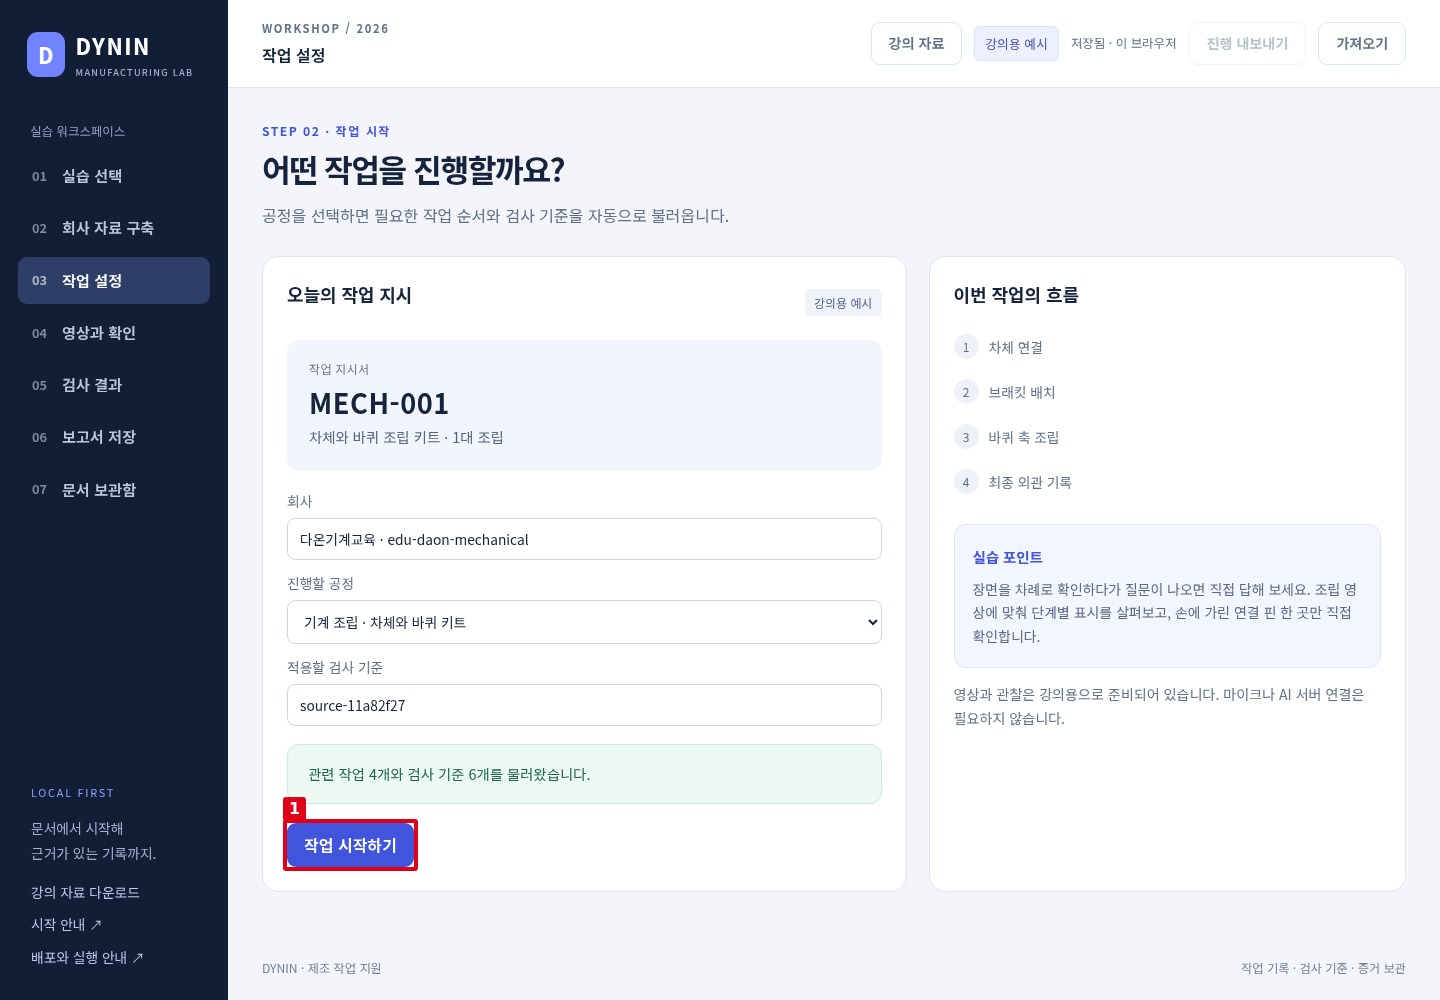 D
DYNIN
MANUFACTURING LAB
실습 워크스페이스
01 실습 선택
02 회사 자료 구축
03 작업 설정
04 영상과 확인
05 검사 결과
06 보고서 저장
07 문서 보관함
LOCAL FIRST
문서에서 시작해
근거가 있는 기록까지.
강의 자료 다운로드
시작 안내 ↗
배포와 실행 안내 ↗
WORKSHOP / 2026
작업 설정
강의 자료
강의용 예시
저장됨 · 이 브라우저
진행 내보내기
가져오기
STEP 02 · 작업 시작
어떤 작업을 진행할까요?
공정을 선택하면 필요한 작업 순서와 검사 기준을 자동으로 불러옵니다.
오늘의 작업 지시
강의용 예시
작업 지시서
MECH-001
차체와 바퀴 조립 키트 · 1대 조립
회사
다온기계교육 · edu-daon-mechanical
진행할 공정
기계 조립 · 차체와 바퀴 키트
적용할 검사 기준
source-11a82f27
관련 작업 4개와 검사 기준 6개를 불러왔습니다.
1
작업 시작하기
이번 작업의 흐름
1 차체 연결
2 브래킷 배치
3 바퀴 축 조립
4 최종 외관 기록
실습 포인트
장면을 차례로 확인하다가 질문이 나오면 직접 답해 보세요. 조립 영
상에 맞춰 단계별 표시를 살펴보고, 손에 가린 연결 핀 한 곳만 직접
확인합니다.
영상과 관찰은 강의용으로 준비되어 있습니다. 마이크나 AI 서버 연결은
필요하지 않습니다.
DYNIN · 제조 작업 지원
작업 기록 · 검사 기준 · 증거 보관